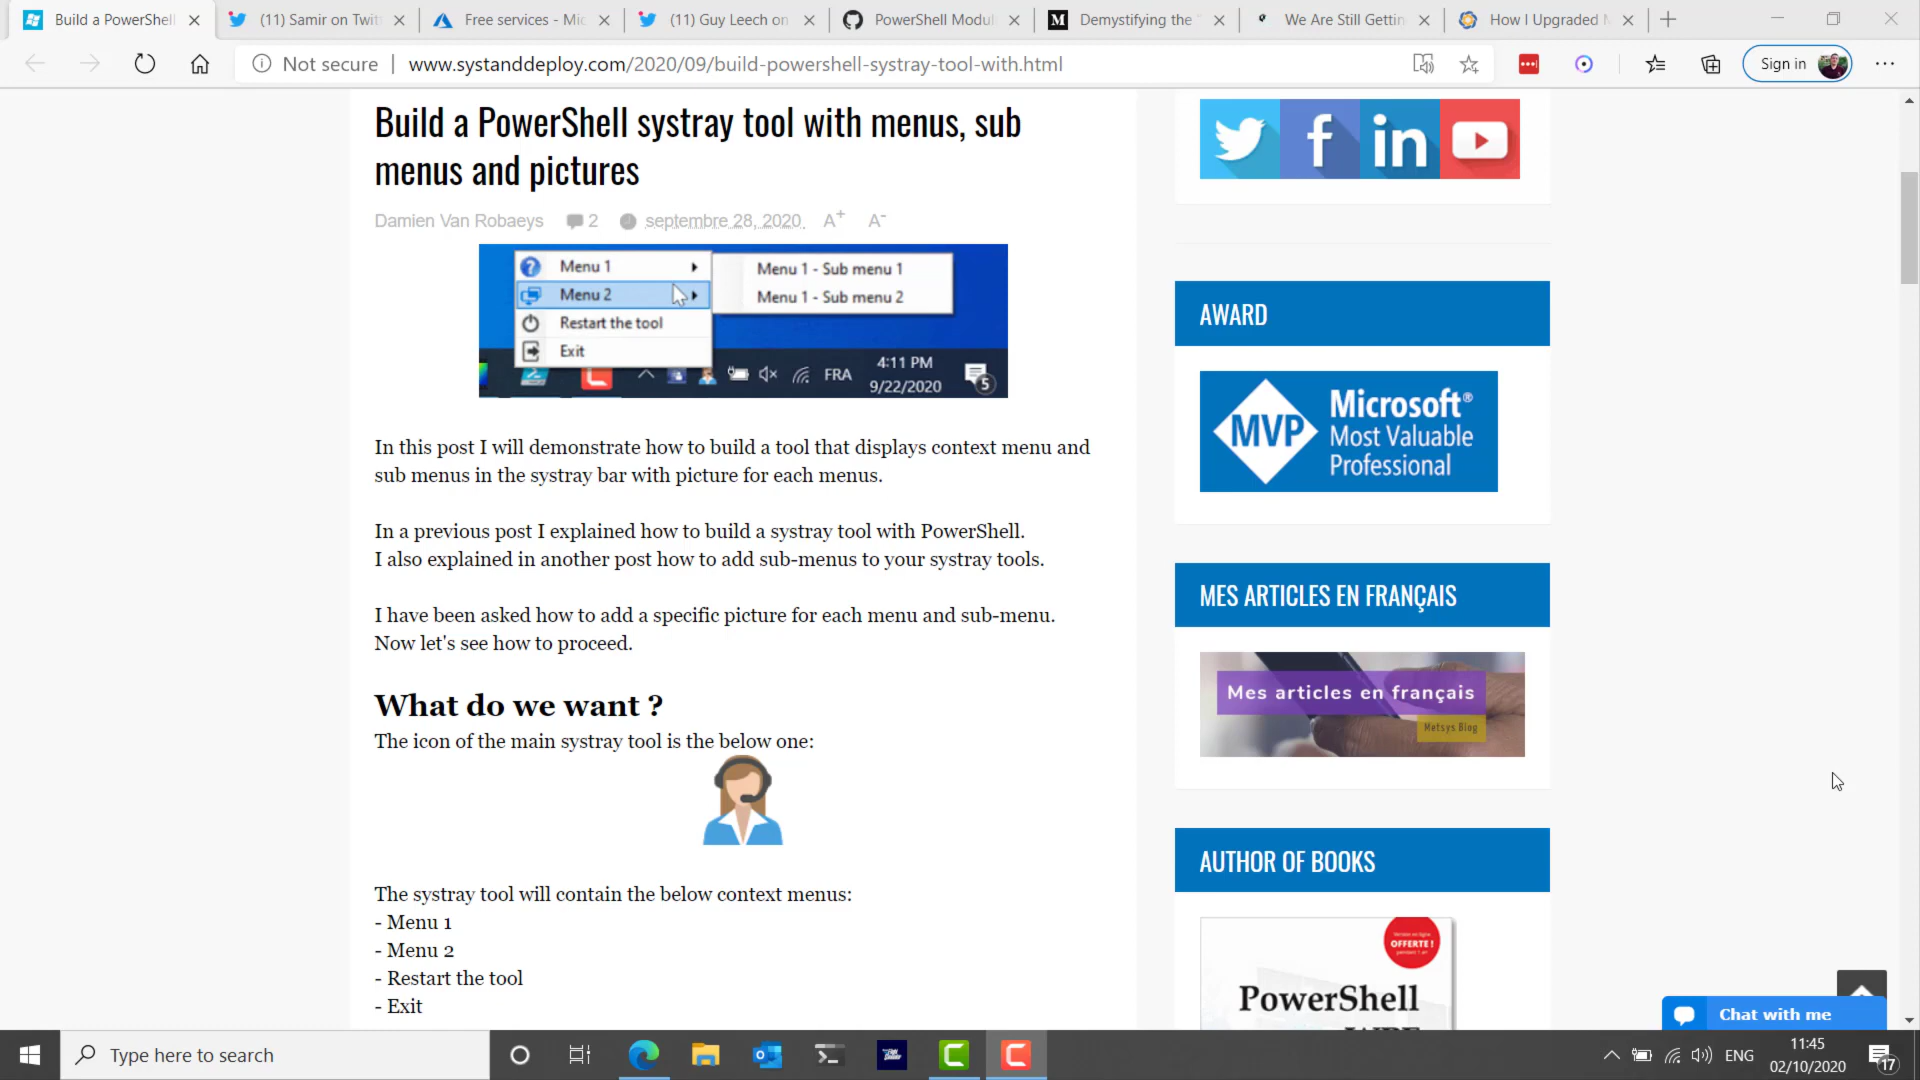 Build a PowerShell
(11) Samir on Twit
Free services - Mic
(11) Guy Leech on
PowerShell Modul
Demystifying the
We Are Still Gettin
How I Upgraded
Not secure | www.systanddeploy.com/2020/09/build-powershell-systray-tool-with.html
Sign in
Build a PowerShell systray tool with menus, sub
menus and pictures
Damien Van Robaeys 2 septembre 28, 2020 A+ A-
Menu 1
Menu 2
Restart the tool
Exit
Menu 1 - Sub menu 1
Menu 1 - Sub menu 2
FRA
4:11 PM
9/22/2020
5
In this post I will demonstrate how to build a tool that displays context menu and
sub menus in the systray bar with picture for each menus.
In a previous post I explained how to build a systray tool with PowerShell.
I also explained in another post how to add sub-menus to your systray tools.
I have been asked how to add a specific picture for each menu and sub-menu.
Now let's see how to proceed.
What do we want ?
The icon of the main systray tool is the below one:
The systray tool will contain the below context menus:
- Menu 1
- Menu 2
- Restart the tool
- Exit
AWARD
MVP
Microsoft®
Most Valuable
Professional
MES ARTICLES EN FRANÇAIS
Mes articles en français
Metsys Blog
AUTHOR OF BOOKS
OFFERTE !
PowerShell
Chat with me
Type here to search
ENG
11:45
02/10/2020
17